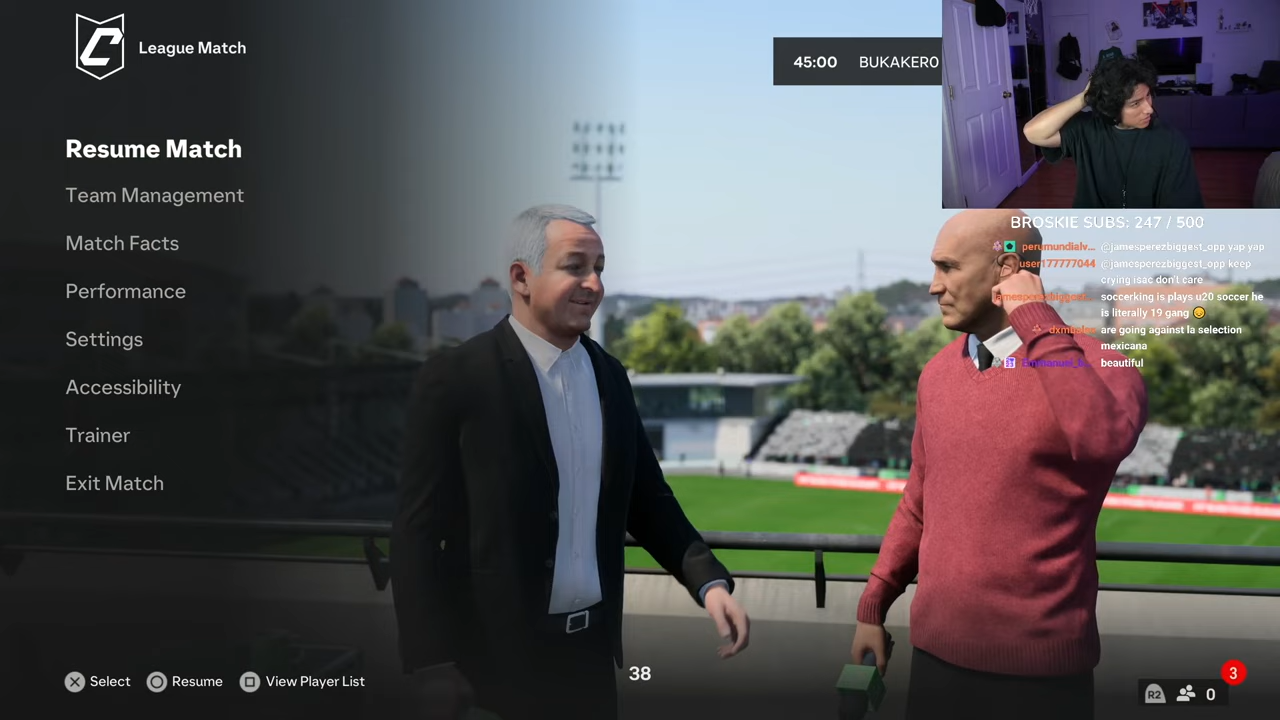 League Match
45:00 BUKAKERO
Resume Match
Team Management
Match Facts
Performance
Settings
Accessibility
Trainer
Exit Match
BROSKIE SUBS: 247 / 500
perumundialv... @jamesperezbiggest_opp yap yap
user177777044 @jamesperezbiggest_opp keep
crying isac don't care
soccerking is plays u20 soccer he
is literally 19 gang
are going against la selection
mexicana
beautiful
Select
Resume
View Player List
38
R2
0
3